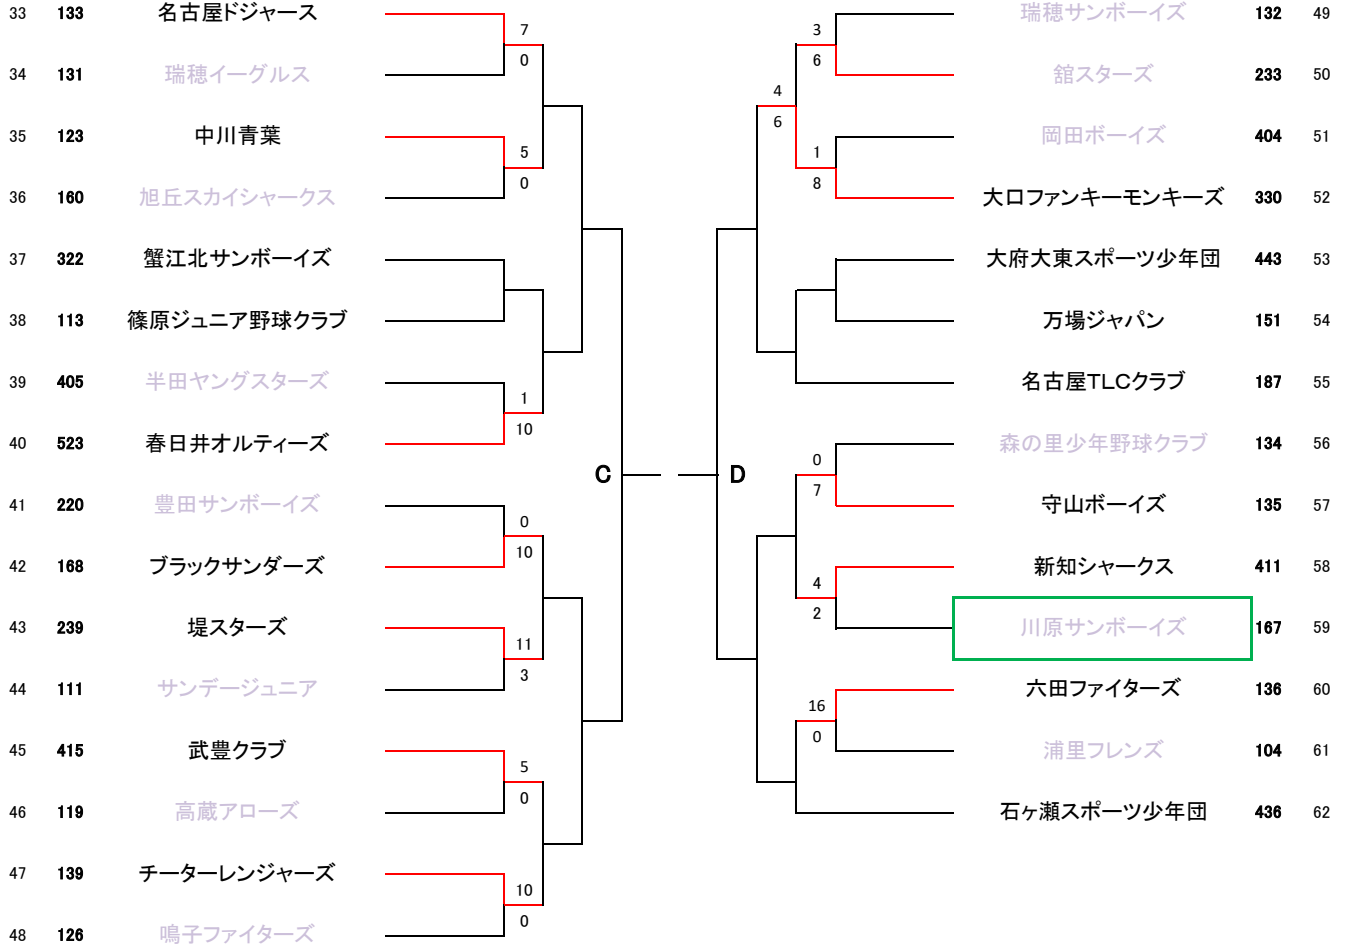 33 133 名古屋ドジャース
7
0
34 131 瑞穂イーグルス
35 123 中川青葉
5
0
36 160 旭丘スカイシャークス
37 322 蟹江北サンボーイズ
38 113 篠原ジュニア野球クラブ
39 405 半田ヤングスターズ
1
10
40 523 春日井オルティーズ
C
41 220 豊田サンボーイズ
0
10
42 168 ブラックサンダーズ
43 239 堤スターズ
11
3
44 111 サンデージュニア
45 415 武豊クラブ
5
0
46 119 高蔵アローズ
47 139 チーターレンジャーズ
10
0
48 126 鳴子ファイターズ
瑞穂サンボーイズ 132 49
3
6
舘スターズ 233 50
4
6
岡田ボーイズ 404 51
1
8
大口ファンキーモンキーズ 330 52
大府大東スポーツ少年団 443 53
万場ジャパン 151 54
名古屋TLCクラブ 187 55
森の里少年野球クラブ 134 56
0
7
D
守山ボーイズ 135 57
新知シャークス 411 58
4
2
川原サンボーイズ 167 59
六田ファイターズ 136 60
16
0
浦里フレンズ 104 61
石ヶ瀬スポーツ少年団 436 62